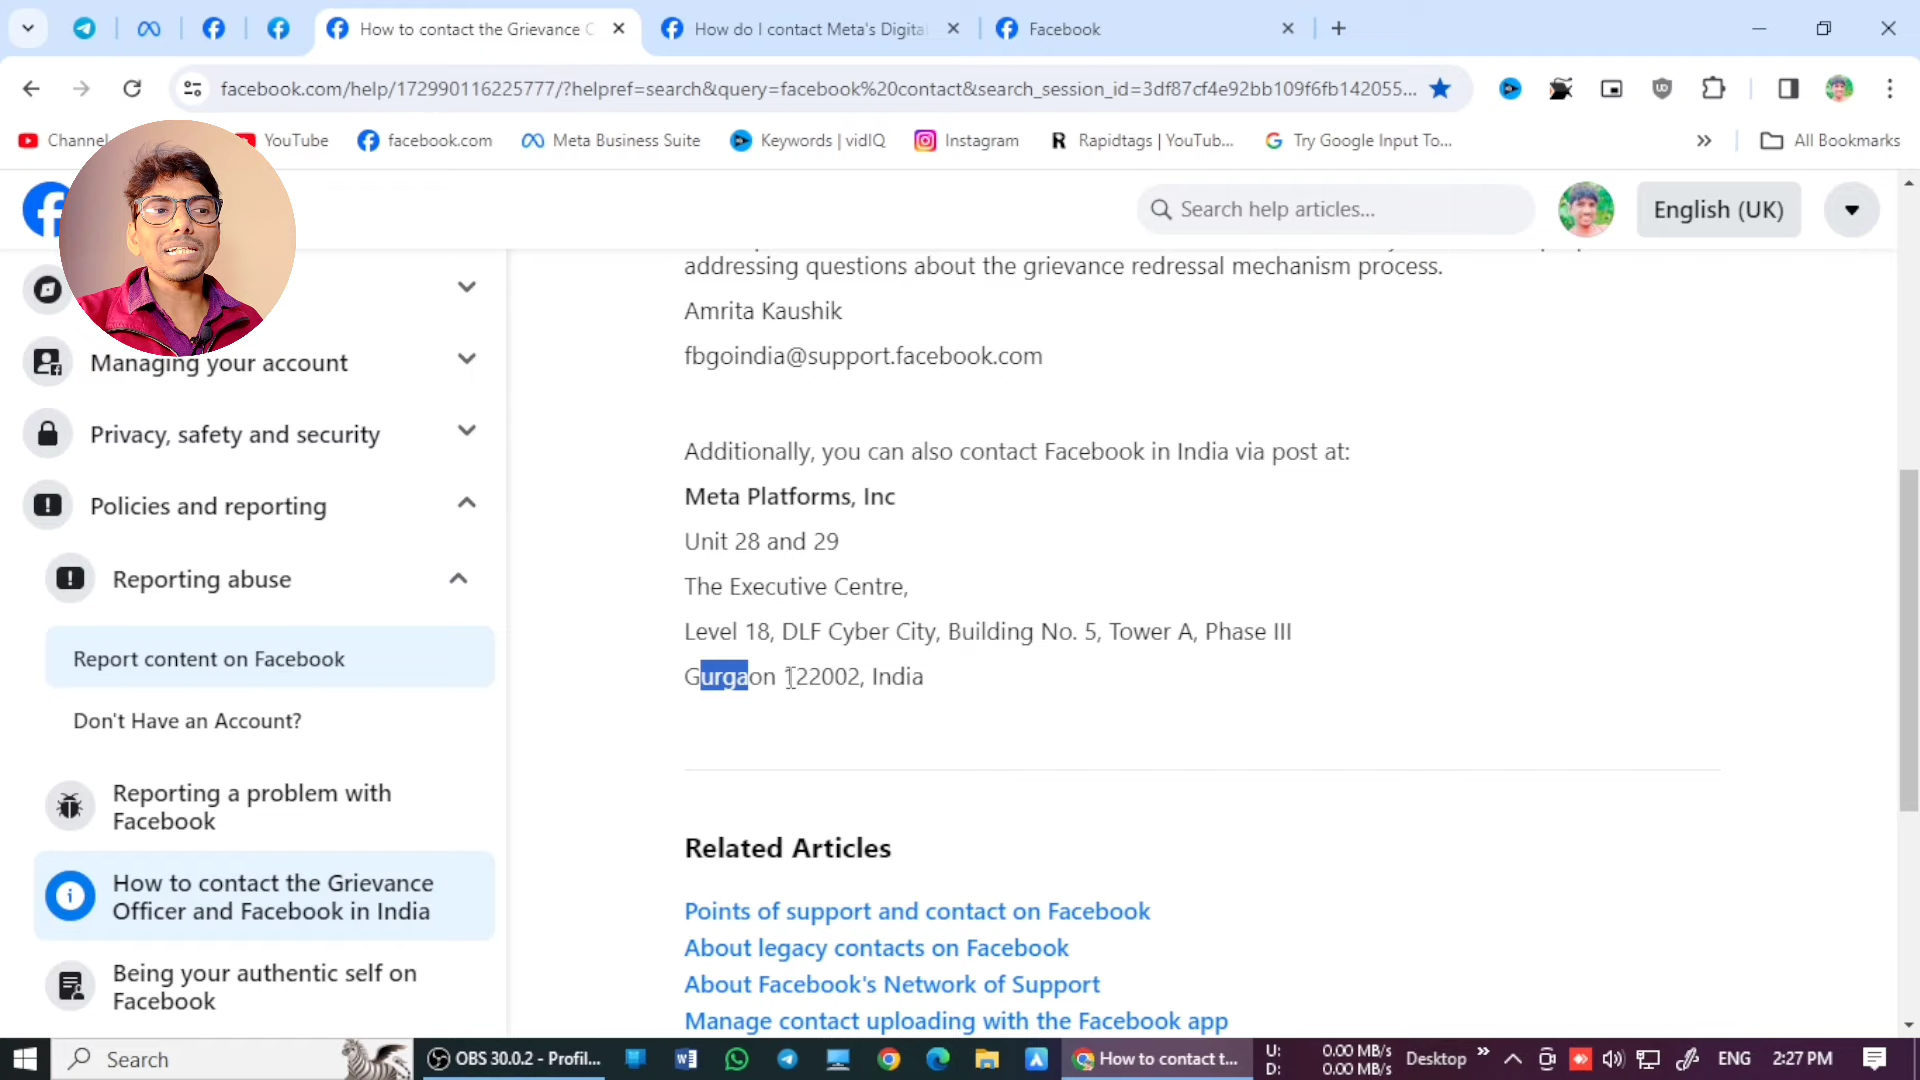 How to contact the Grievance C
How do I contact Meta's Digital
Facebook
facebook.com/help/172990116225777/?helpref=search&query=facebook%20contact&search_session_id=3df87cf4e92bb109f6fb142055...
Channel
YouTube
facebook.com
Meta Business Suite
Keywords | vidIQ
Instagram
Rapidtags | YouTub...
Try Google Input To...
All Bookmarks
Search help articles...
English (UK)
addressing questions about the grievance redressal mechanism process.
Amrita Kaushik
fbgoindia@support.facebook.com
Additionally, you can also contact Facebook in India via post at:
Meta Platforms, Inc
Unit 28 and 29
The Executive Centre,
Level 18, DLF Cyber City, Building No. 5, Tower A, Phase III
Gurgaon 122002, India
Managing your account
Privacy, safety and security
Policies and reporting
Reporting abuse
Report content on Facebook
Don't Have an Account?
Reporting a problem with
Facebook
How to contact the Grievance
Officer and Facebook in India
Being your authentic self on
Facebook
Related Articles
Points of support and contact on Facebook
About legacy contacts on Facebook
About Facebook's Network of Support
Manage contact uploading with the Facebook app
Search
OBS 30.0.2 - Profil...
How to contact t...
U: 0.00 MB/s
D: 0.00 MB/s
Desktop
ENG
2:27 PM